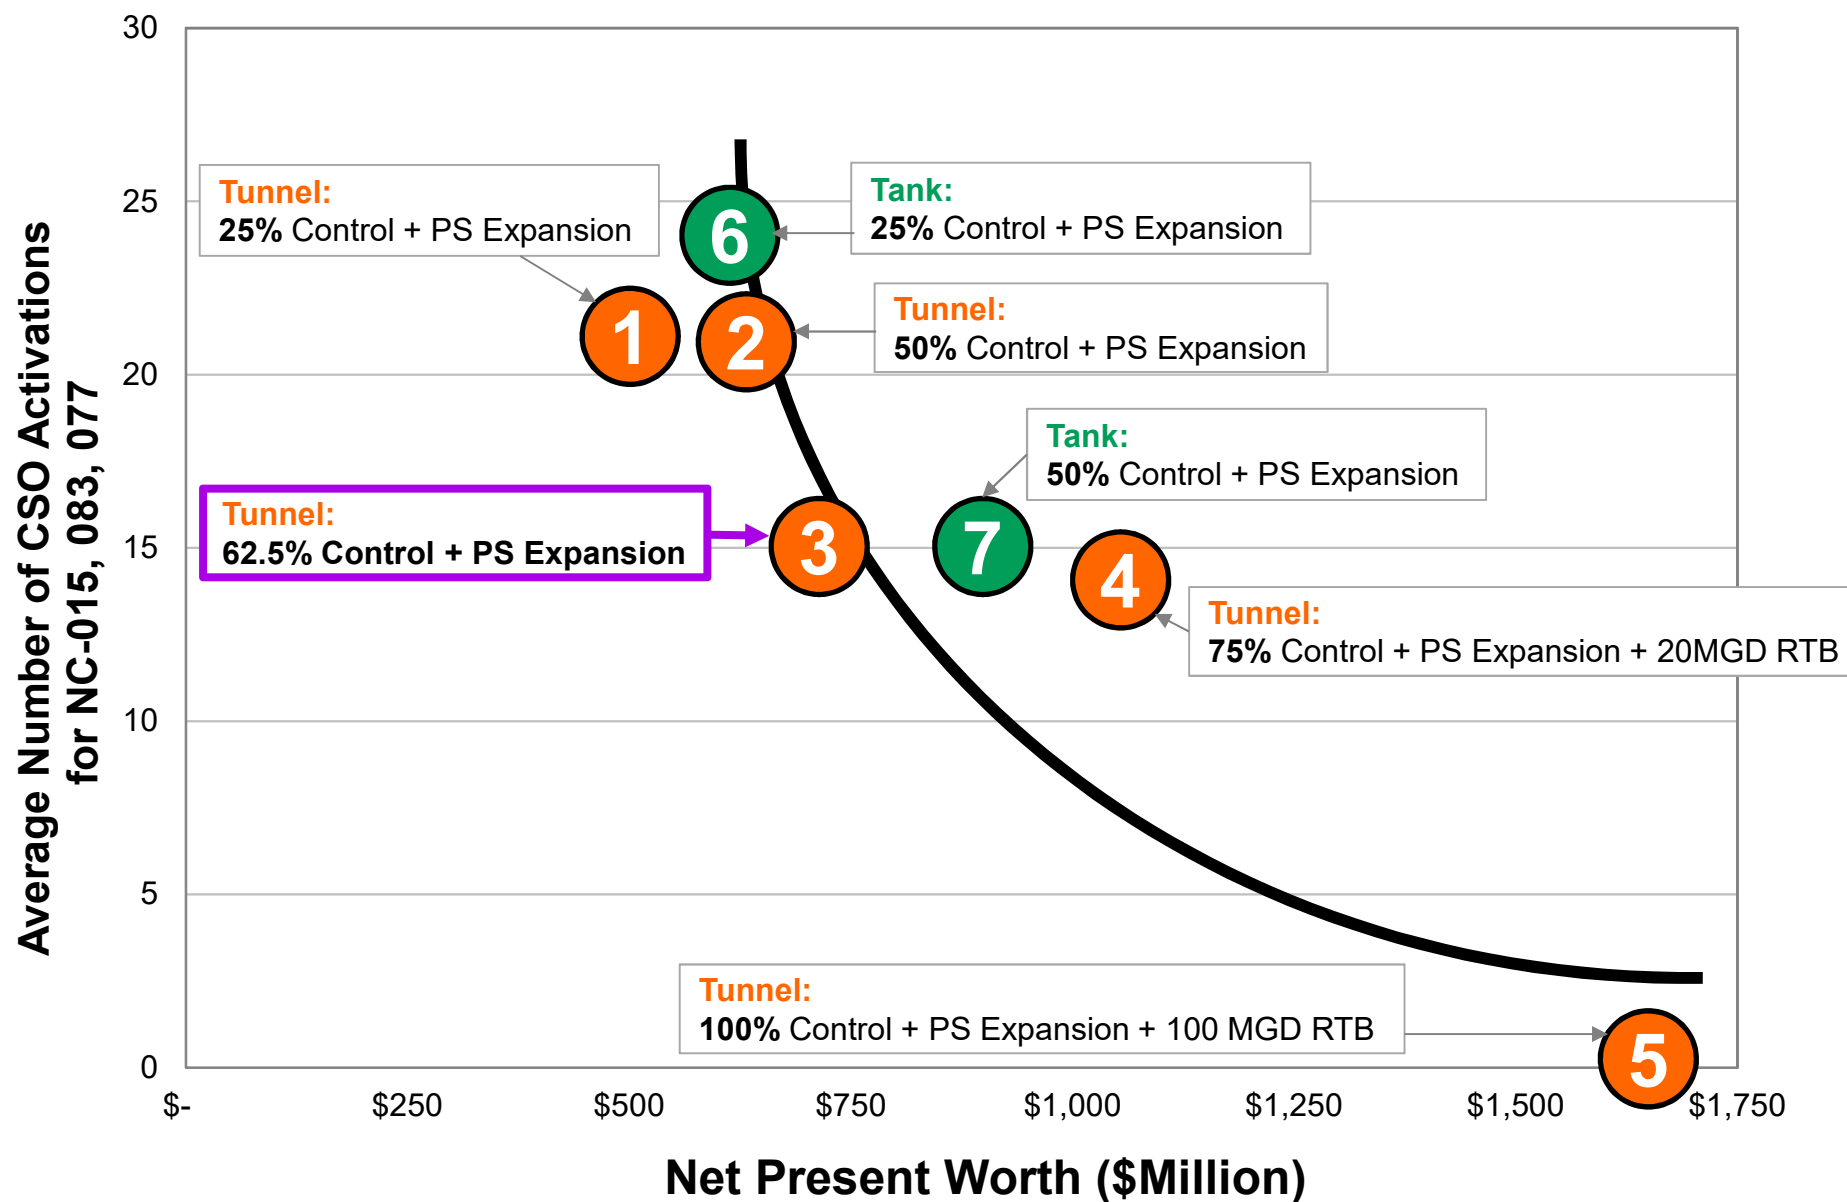 30
25
20
15
10
5
0
Average Number of CSO Activations
for NC-015, 083, 077
Tunnel:
25% Control + PS Expansion
Tank:
25% Control + PS Expansion
6
Tunnel:
50% Control + PS Expansion
1
2
Tank:
50% Control + PS Expansion
Tunnel:
62.5% Control + PS Expansion
3
7
4
Tunnel:
75% Control + PS Expansion + 20MGD RTB
Tunnel:
100% Control + PS Expansion + 100 MGD RTB
5
$-
$250
$500
$750
$1,000
$1,250
$1,500
$1,750
Net Present Worth ($Million)